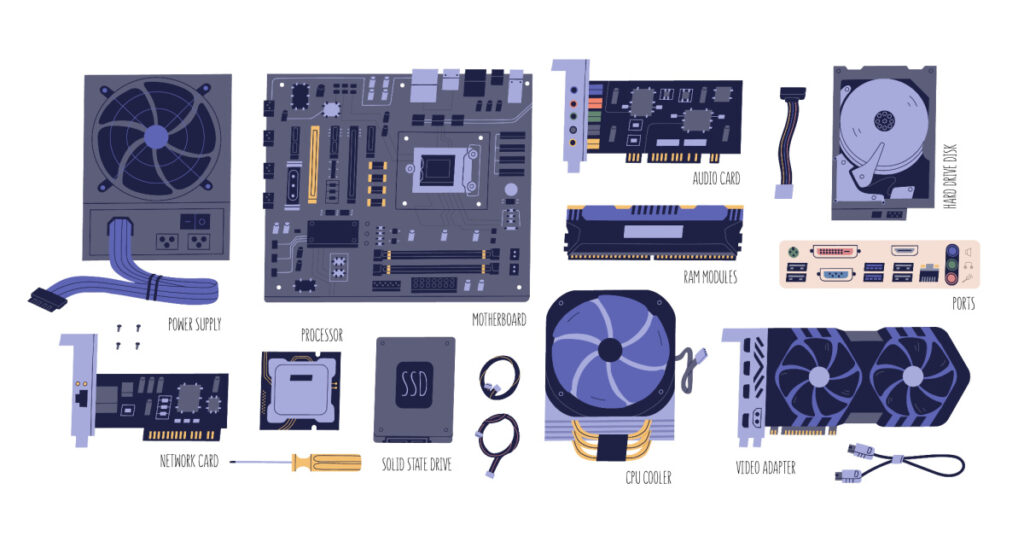 AUDIO CARD
HARD DRIVE DISK
RAM MODULES
PORTS
POWER SUPPLY
MOTHERBOARD
PROCESSOR
SSD
NETWORK CARD
SOLID STATE DRIVE
CPU COOLER
VIDEO ADAPTER